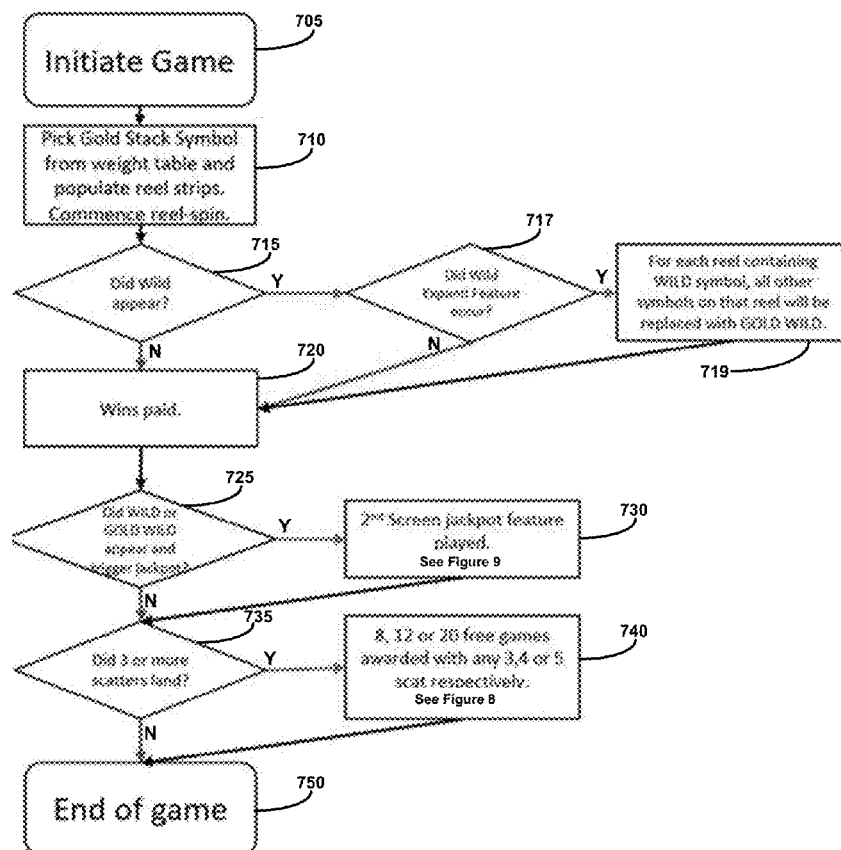 705
Initiate Game
Pick Gold Stack Symbol
from weight table and
populate reel strips.
Commence reel spin.
710
715
Did Wild
appear?
Y
N
717
Did Wild
Expand Feature
occur?
Y
N
For each reel containing
WILD symbol, all other
symbols on that reel will be
replaced with GOLD WILD.
719
720
Wins paid.
725
Did WILD or
GOLD WILD
appear and
trigger jackpot?
Y
N
2nd Screen jackpot feature
played.
See Figure 9
730
735
Did 3 or more
scatters land?
Y
N
8, 12 or 20 free games
awarded with any 3,4 or 5
scat respectively.
See Figure 8
740
End of game
750